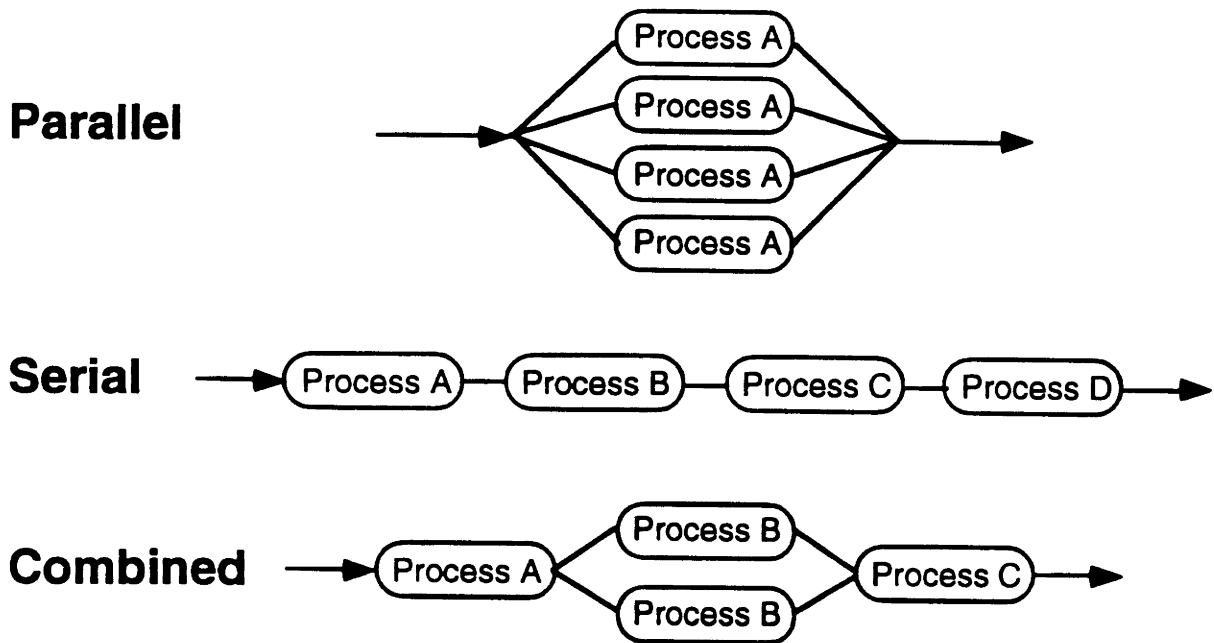 Parallel
Process A
Process A
Process A
Process A
Serial
Process A
Process B
Process C
Process D
Combined
Process A
Process B
Process B
Process C